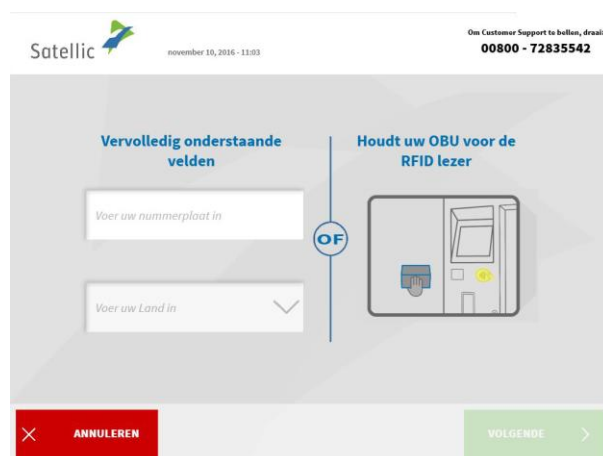 Satellic
november 10, 2016 - 11:03
Om Customer Support te bellen, draai
00800 - 72835542
Vervolledig onderstaande
velden
Voer uw nummerplaat in
Voer uw Land in
OF
Houdt uw OBU voor de
RFID lezer
ANNULEREN
VOLGENDE